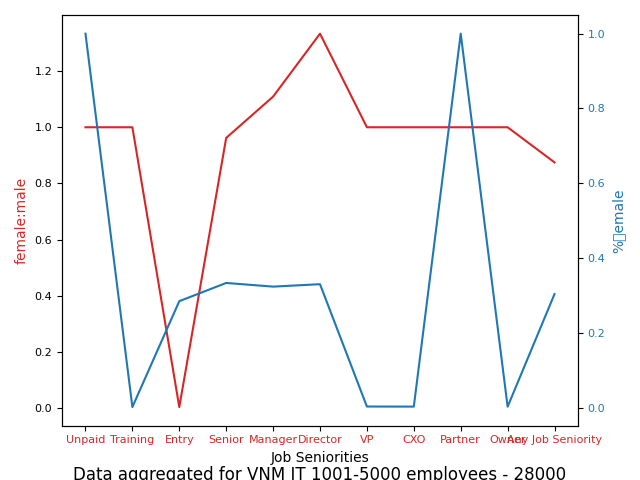 1.2
1.0
0.8
0.6
0.4
0.2
0.0
female:male
1.0
0.8
0.6
0.4
0.2
0.0
%▯emale
Unpaid Training Entry Senior Manager Director VP CXO Partner Owner Any Job Seniority
Job Seniorities
Data aggregated for VNM IT 1001-5000 employees - 28000